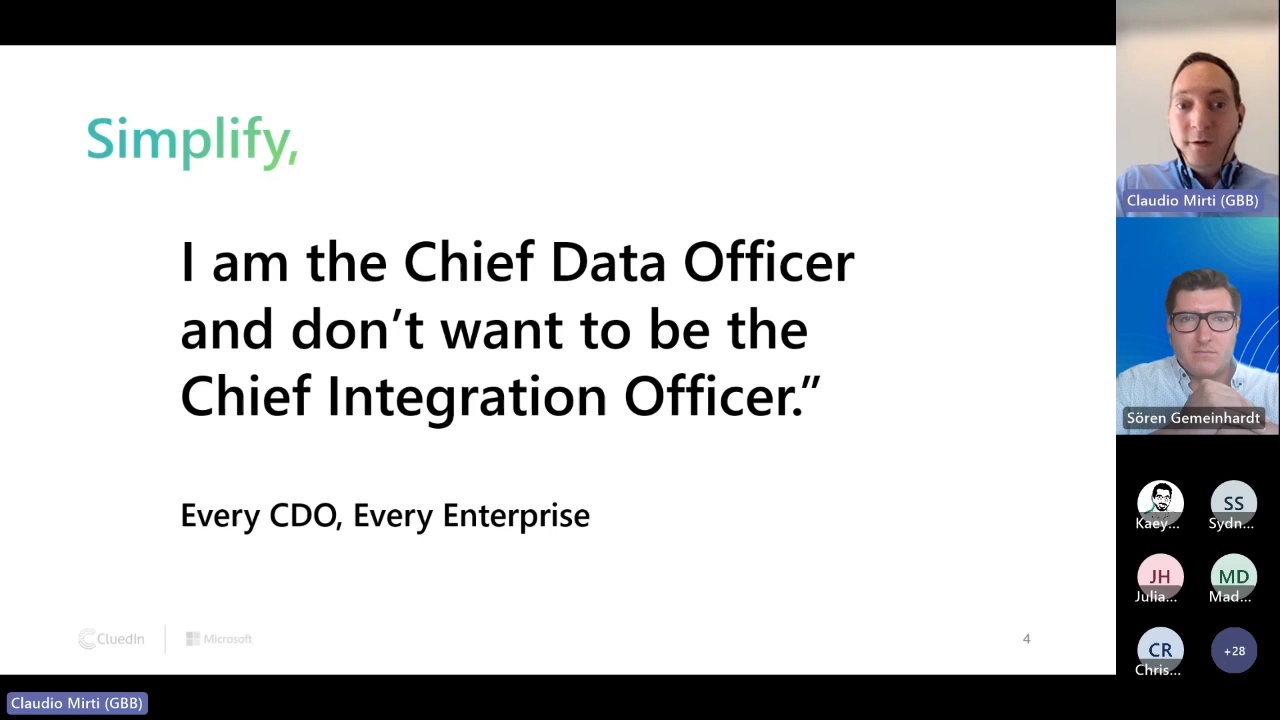 Simplify,
I am the Chief Data Officer
and don’t want to be the
Chief Integration Officer.”
Every CDO, Every Enterprise
CluedIn
Microsoft
4
Claudio Mirti (GBB)
Sören Gemeinhardt
Kaey...
SS
Sydn...
JH
Julia...
MD
Mad...
CR
Chris...
+28
Claudio Mirti (GBB)